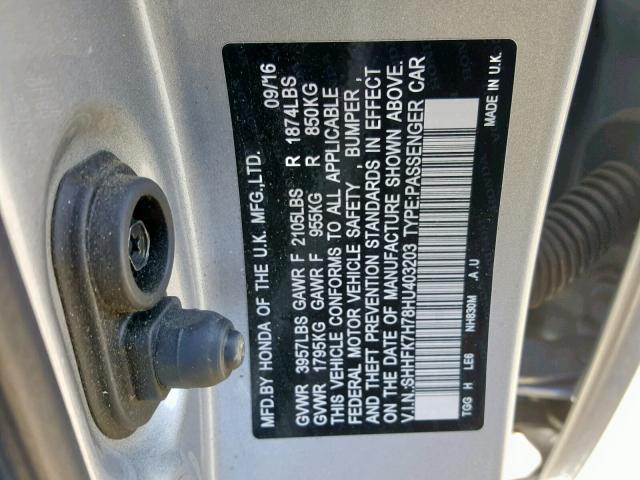 MFD.BY HONDA OF THE U.K. MFG.,LTD. 09/16
GVWR 3957LBS GAWR F 2105LBS R 1874LBS
GVWR 1795KG GAWR F 955KG R 850KG
THIS VEHICLE CONFORMS TO ALL APPLICABLE
FEDERAL MOTOR VEHICLE SAFETY , BUMPER ,
AND THEFT PREVENTION STANDARDS IN EFFECT
ON THE DATE OF MANUFACTURE SHOWN ABOVE.
V.I.N.:SHHFK7H78HU403203 TYPE:PASSENGER CAR
TGG H LE6 NH830M A.U MADE IN U.K.